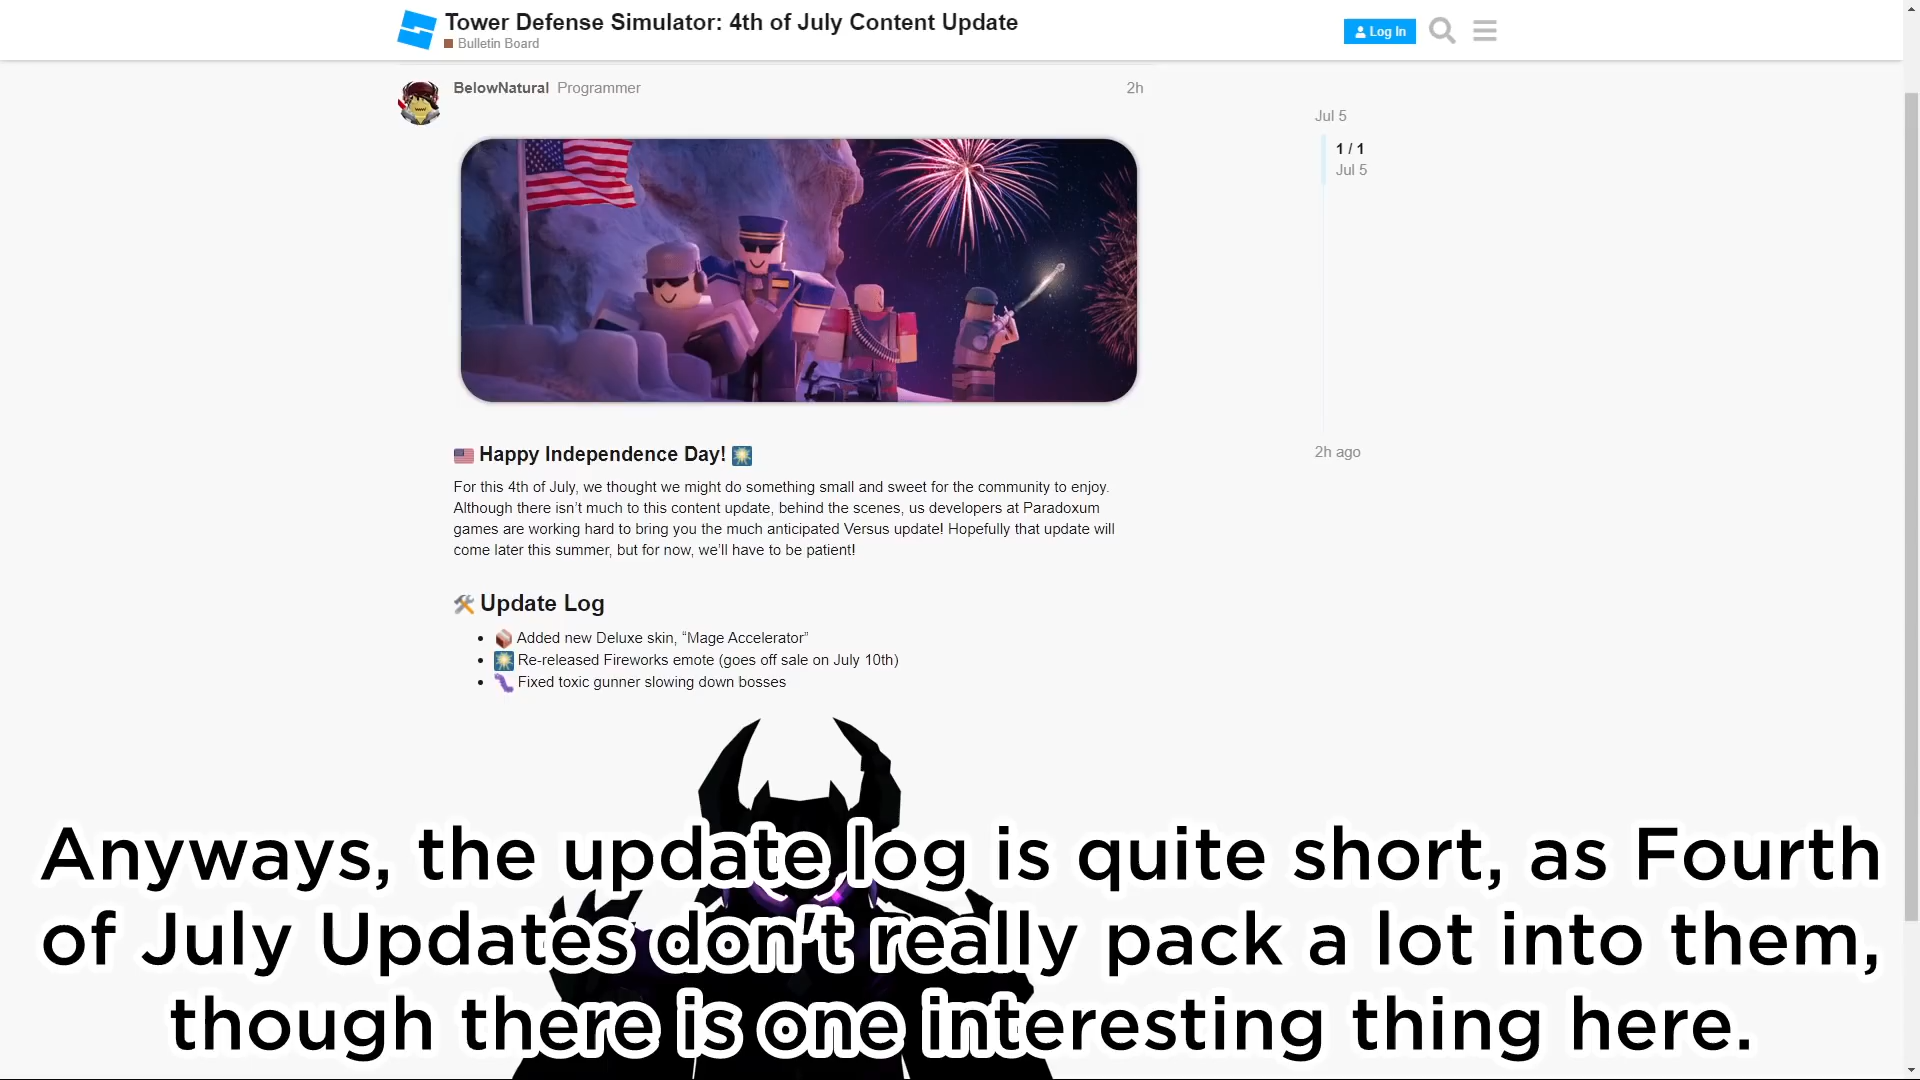 Tower Defense Simulator: 4th of July Content Update
Bulletin Board
Log In
BelowNatural Programmer 2h
Jul 5
1 / 1
Jul 5
Happy Independence Day!
2h ago
For this 4th of July, we thought we might do something small and sweet for the community to enjoy.
Although there isn’t much to this content update, behind the scenes, us developers at Paradoxum
games are working hard to bring you the much anticipated Versus update! Hopefully that update will
come later this summer, but for now, we’ll have to be patient!
Update Log
Added new Deluxe skin, “Mage Accelerator”
Re-released Fireworks emote (goes off sale on July 10th)
Fixed toxic gunner slowing down bosses
Anyways, the update log is quite short, as Fourth
of July Updates don't really pack a lot into them,
though there is one interesting thing here.